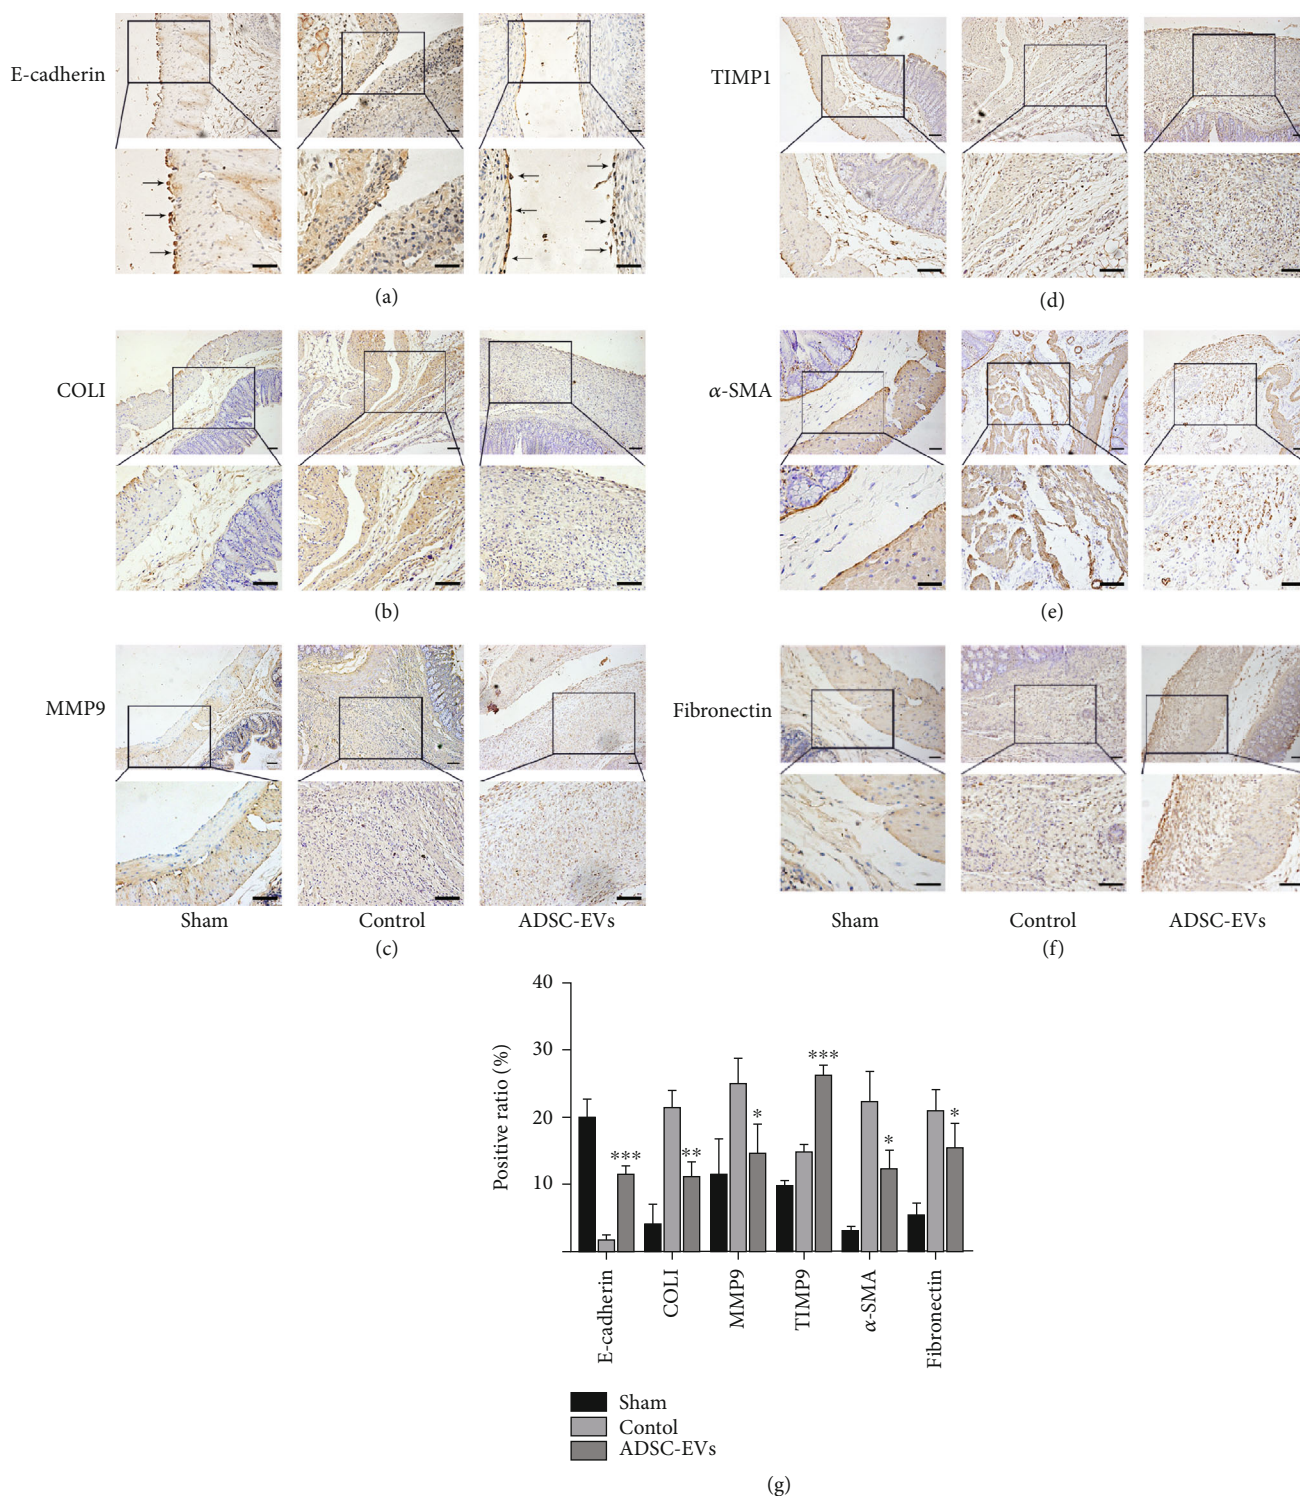 E-cadherin
(a)
COLI
(b)
MMP9
Sham Control ADSC-EVs
(c)
TIMP1
(d)
α-SMA
(e)
Fibronectin
Sham Control ADSC-EVs
(f)
Positive ratio (%)
40
30
20
10
***
**
*
***
*
*
E-cadherin
COLI
MMP9
TIMP9
α-SMA
Fibronectin
Sham
Contol
ADSC-EVs
(g)